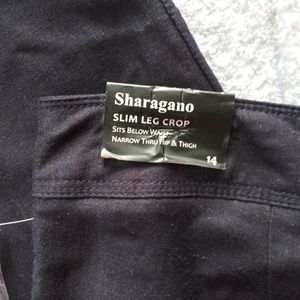 Sharagano
SLIM LEG CROP
SITS BELOW WAIST
NARROW THRU HIP & THIGH
14